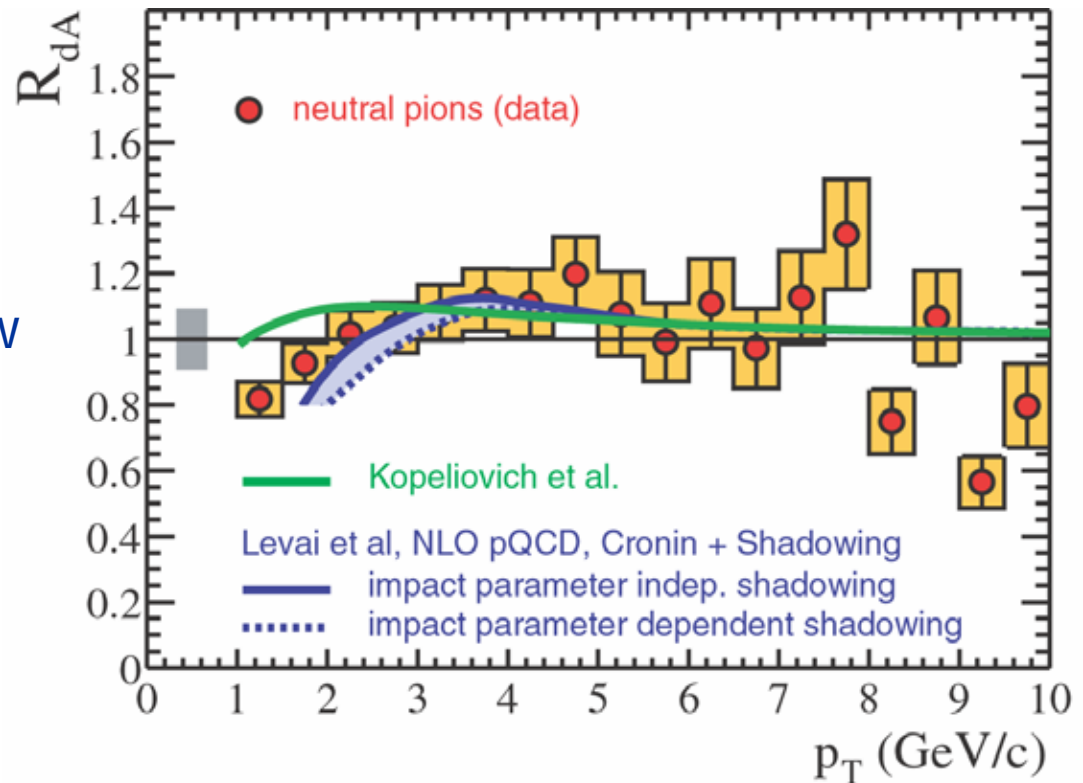 R_dA
1.8
1.6
1.4
1.2
1
0.8
0.6
0.4
0.2
0
neutral pions (data)
w
Kopeliovich et al.
Levai et al, NLO pQCD, Cronin + Shadowing
impact parameter indep. shadowing
impact parameter dependent shadowing
0 1 2 3 4 5 6 7 8 9 10
p_T (GeV/c)